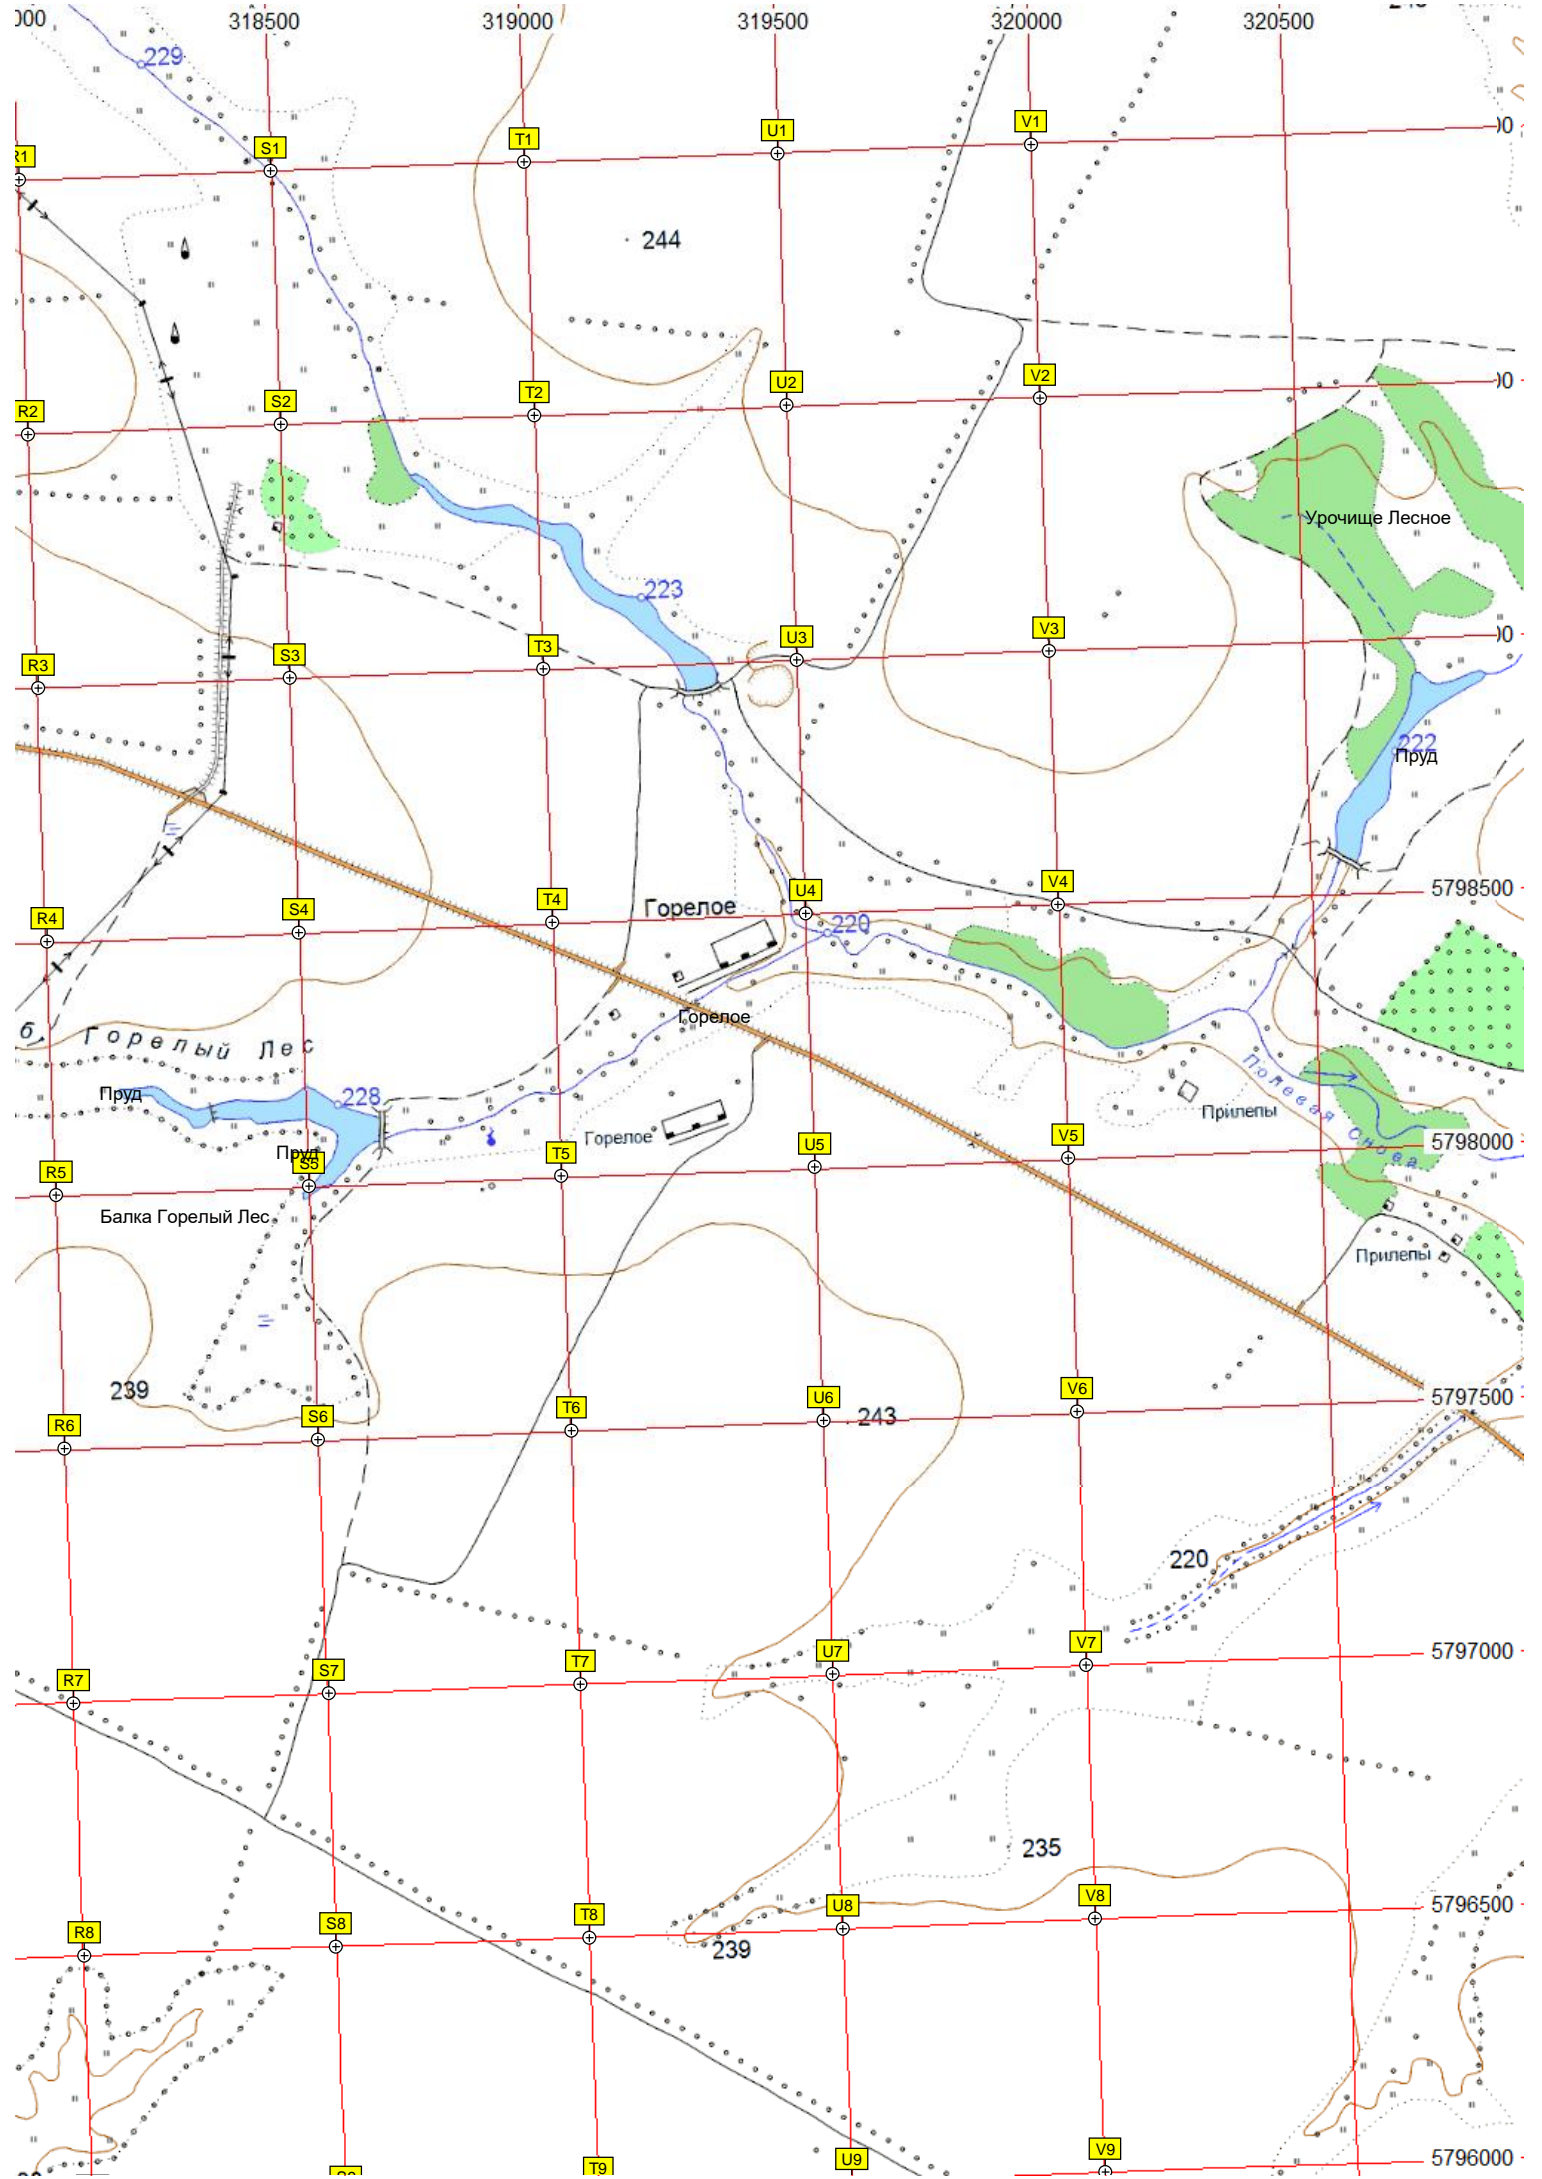 000 318500 319000 319500 320000 320500
229
V1
U1
T1
S1
R1
00
244
V2
00
U2
T2
S2
R2
Урочище Лесное
223
V3
00
U3
T3
S3
R3
222
Пруд
V4
5798500
U4
T4
S4
R4
Горелое
220
Горелое
б. Горелый Лес
Пруд
228
Полевая Снова
Прилепы
Горелое
V5
5798000
U5
T5
Пруд
S5
R5
Балка Горелый Лес
Прилепы
239
V6
5797500
U6
243
T6
S6
R6
220
V7
5797000
U7
T7
S7
R7
235
V8
5796500
U8
T8
S8
R8
239
V9
5796000
U9
T9